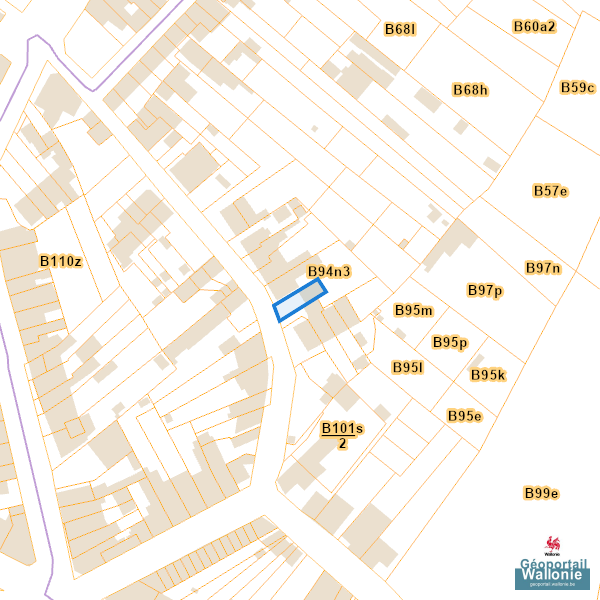 B68l
B60a2
B59c
B68h
B57e
B110z
B94n3
B97n
B97p
B95m
B95p
B95l
B95k
B95e
B101s
2
B99e
Wallonie
Géoportail
Wallonie
geoportail.wallonie.be